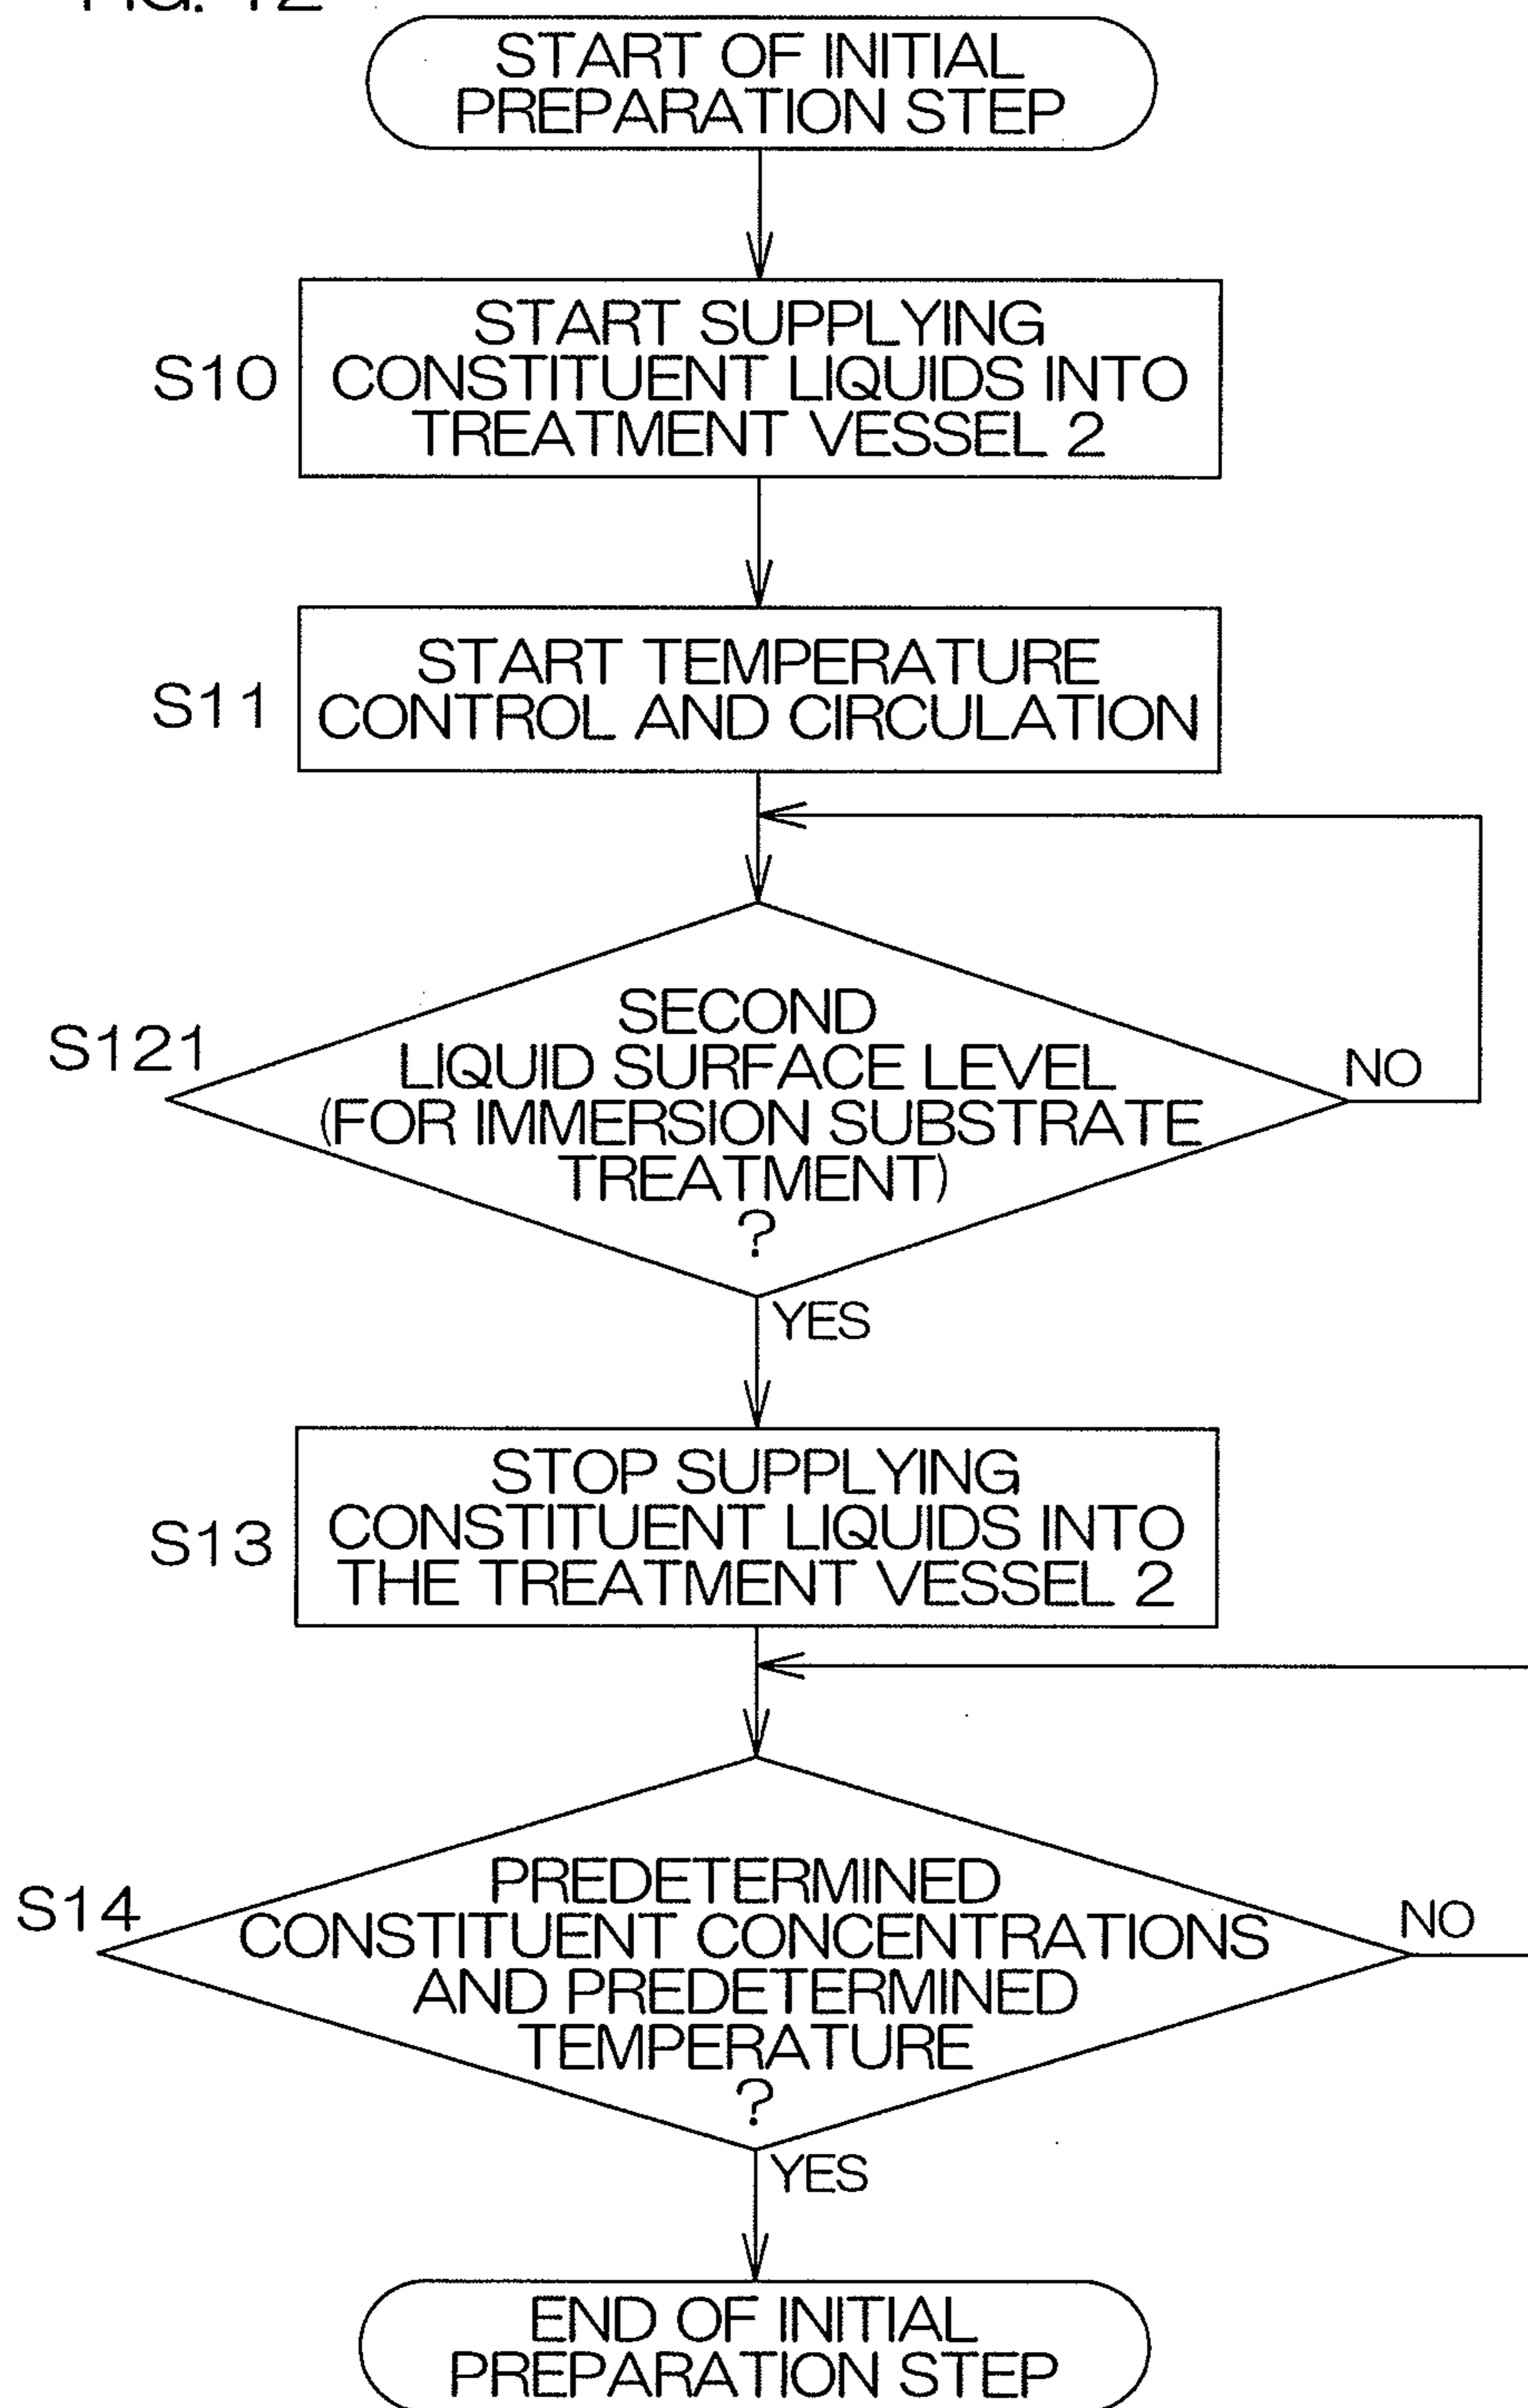 FIG. 12
START OF INITIAL
PREPARATION STEP
START SUPPLYING
S10
CONSTITUENT LIQUIDS INTO
TREATMENT VESSEL 2
START TEMPERATURE
S11
CONTROL AND CIRCULATION
SECOND
S121
LIQUID SURFACE LEVEL
NO
(FOR IMMERSION SUBSTRATE
TREATMENT)
?
YES
STOP SUPPLYING
S13
CONSTITUENT LIQUIDS INTO
THE TREATMENT VESSEL 2
PREDETERMINED
S14
CONSTITUENT CONCENTRATIONS
NO
AND PREDETERMINED
TEMPERATURE
?
YES
END OF INITIAL
PREPARATION STEP